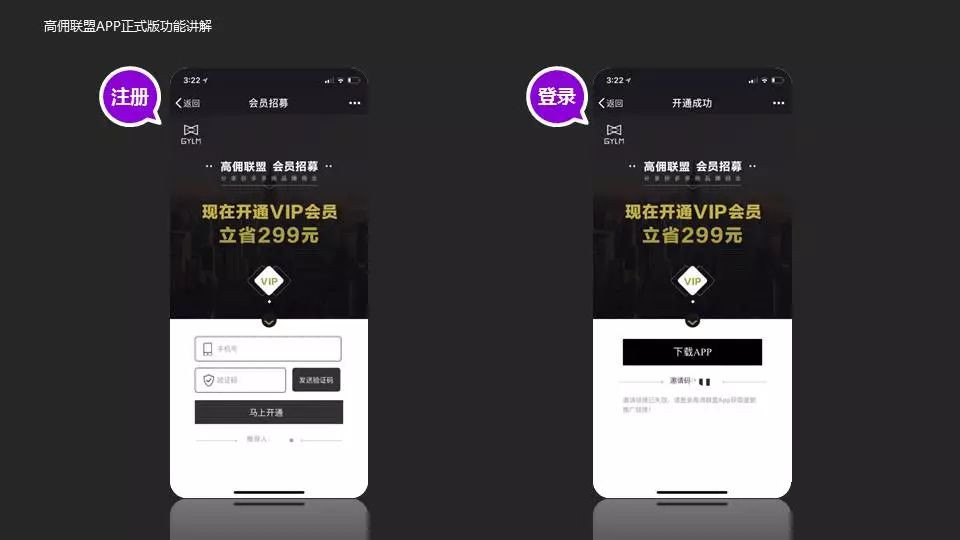 高佣联盟APP正式版功能讲解
注册
3:22
返回
会员招募
GYLM
高佣联盟 会员招募
现在开通VIP会员
立省299元
VIP
手机号
验证码
发送验证码
马上开通
推荐人:
登录
3:22
返回
开通成功
GYLM
高佣联盟 会员招募
现在开通VIP会员
立省299元
VIP
下载APP
邀请码:
邀请链接已失效,请登录高佣联盟App获取最新
推广链接!